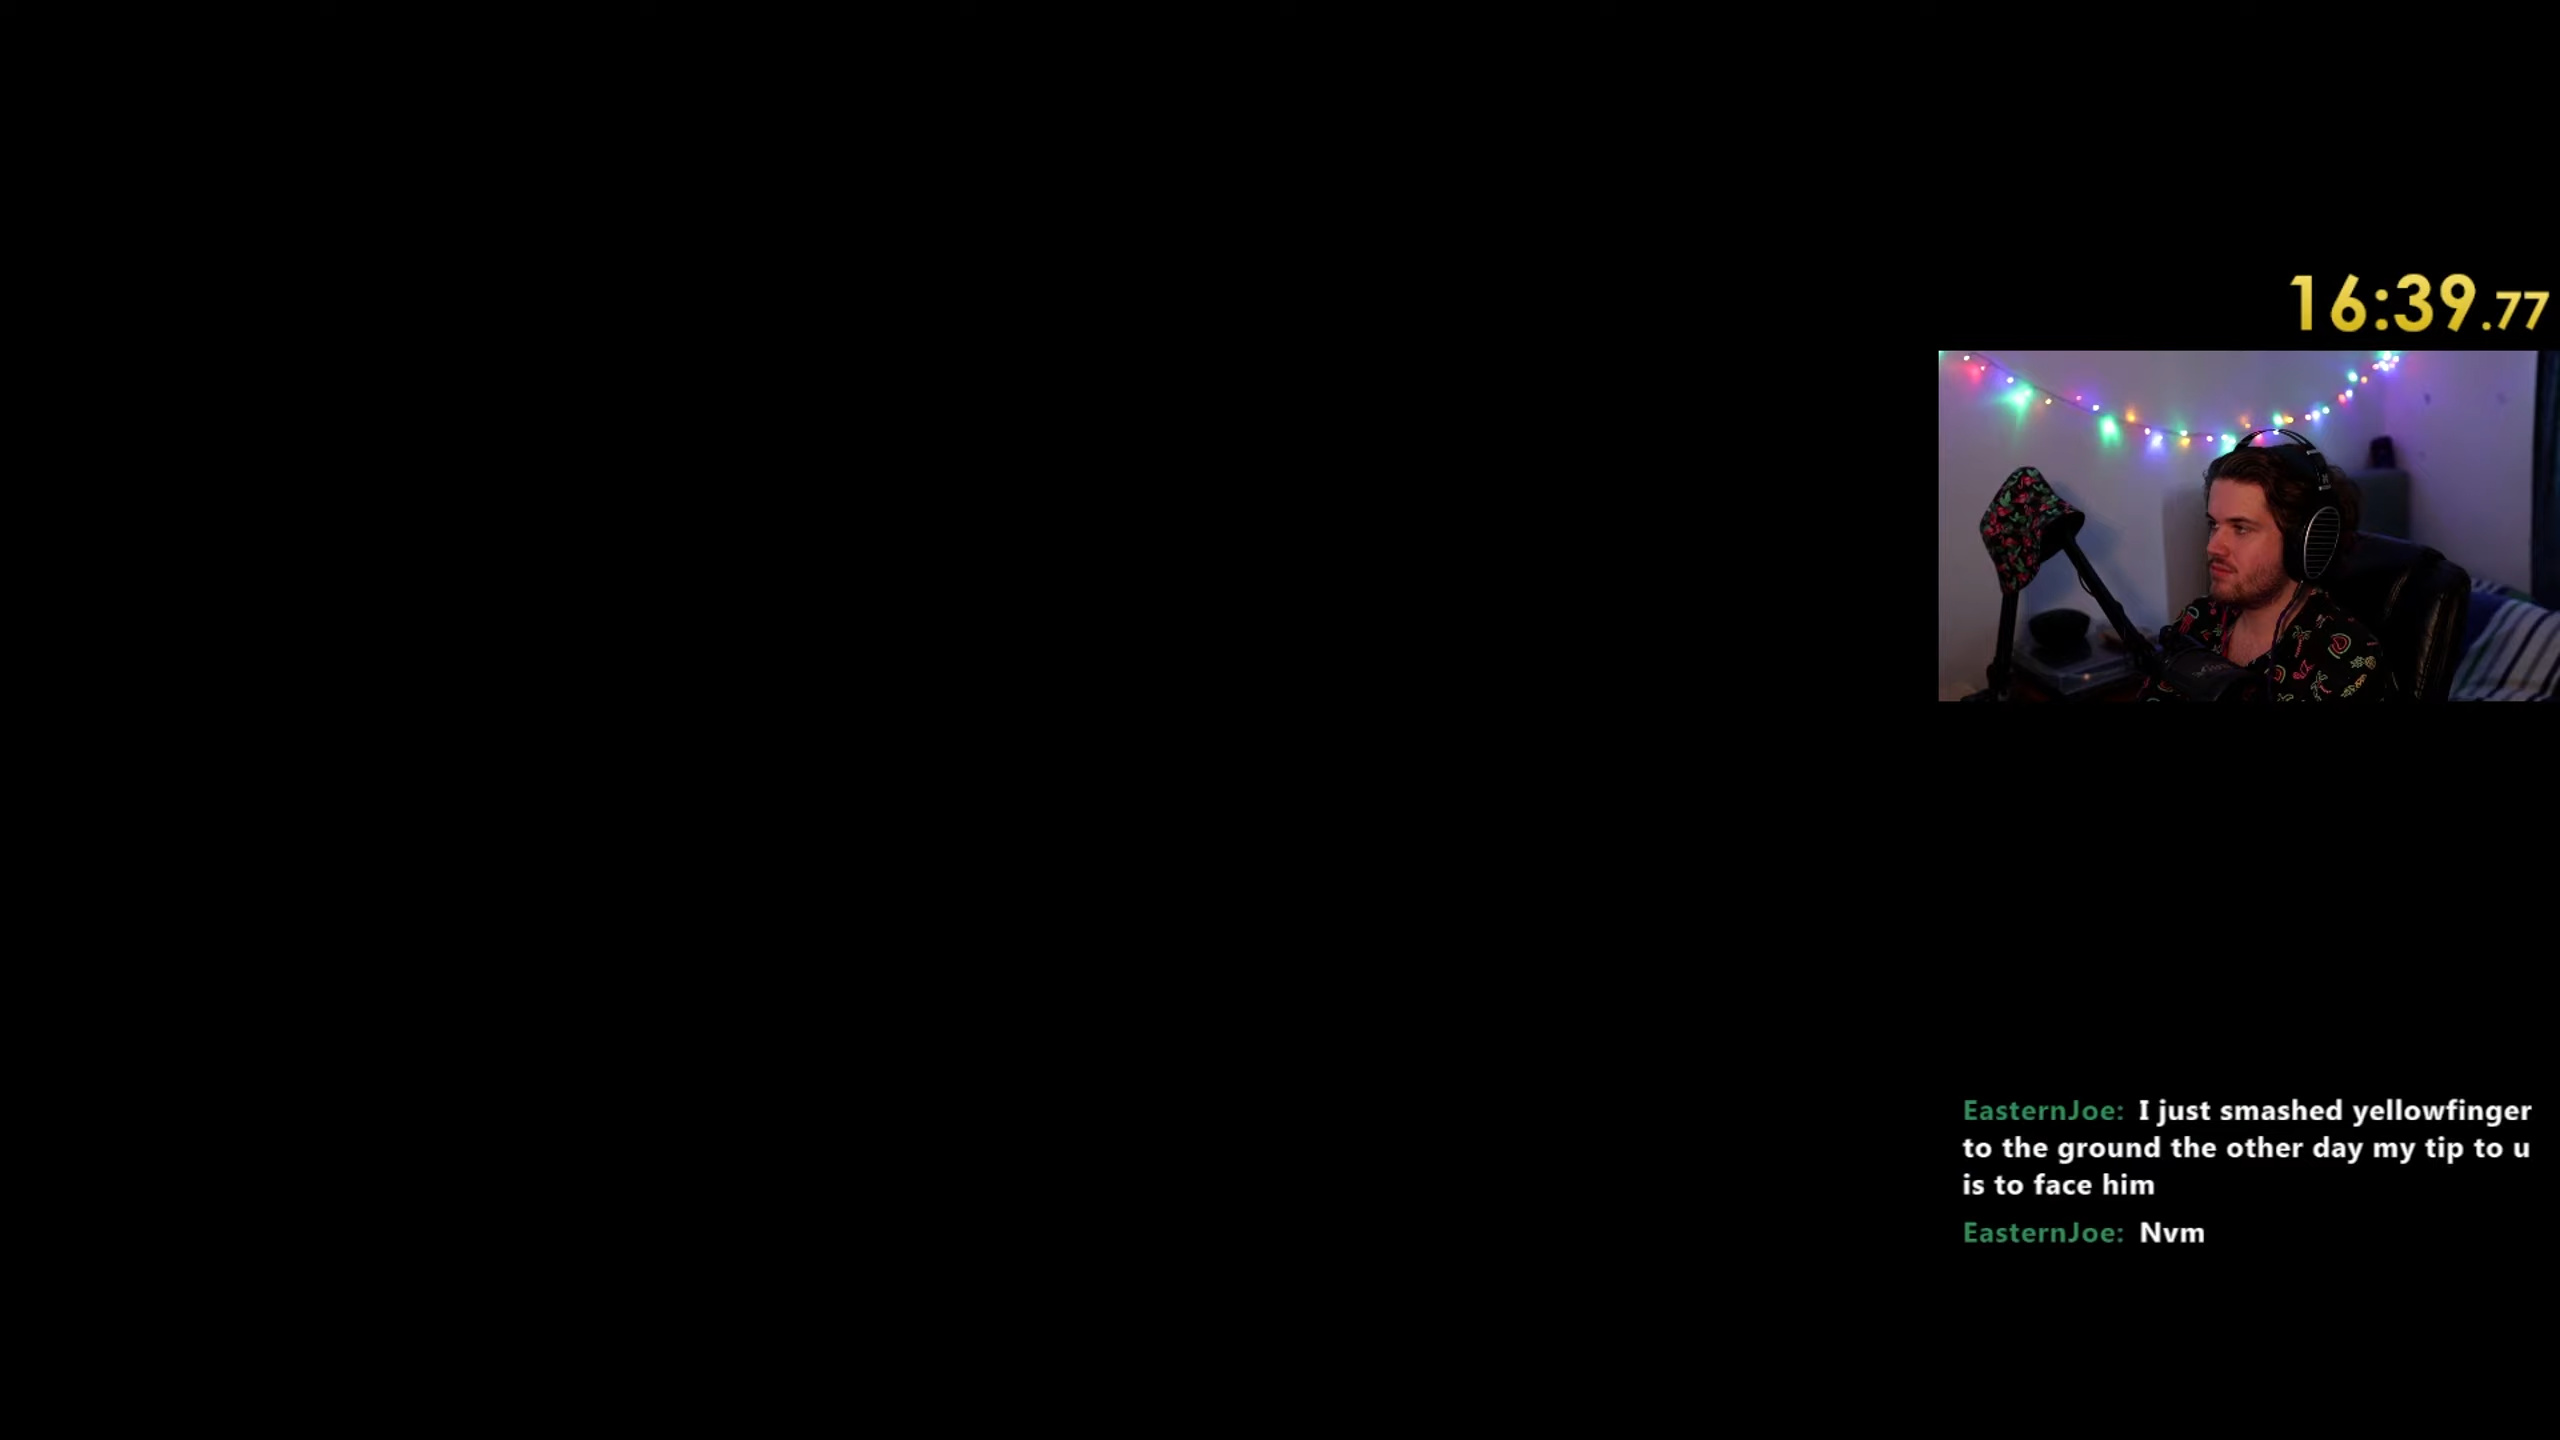 16:39.77
EasternJoe: I just smashed yellowfinger
to the ground the other day my tip to u
is to face him
EasternJoe: Nvm